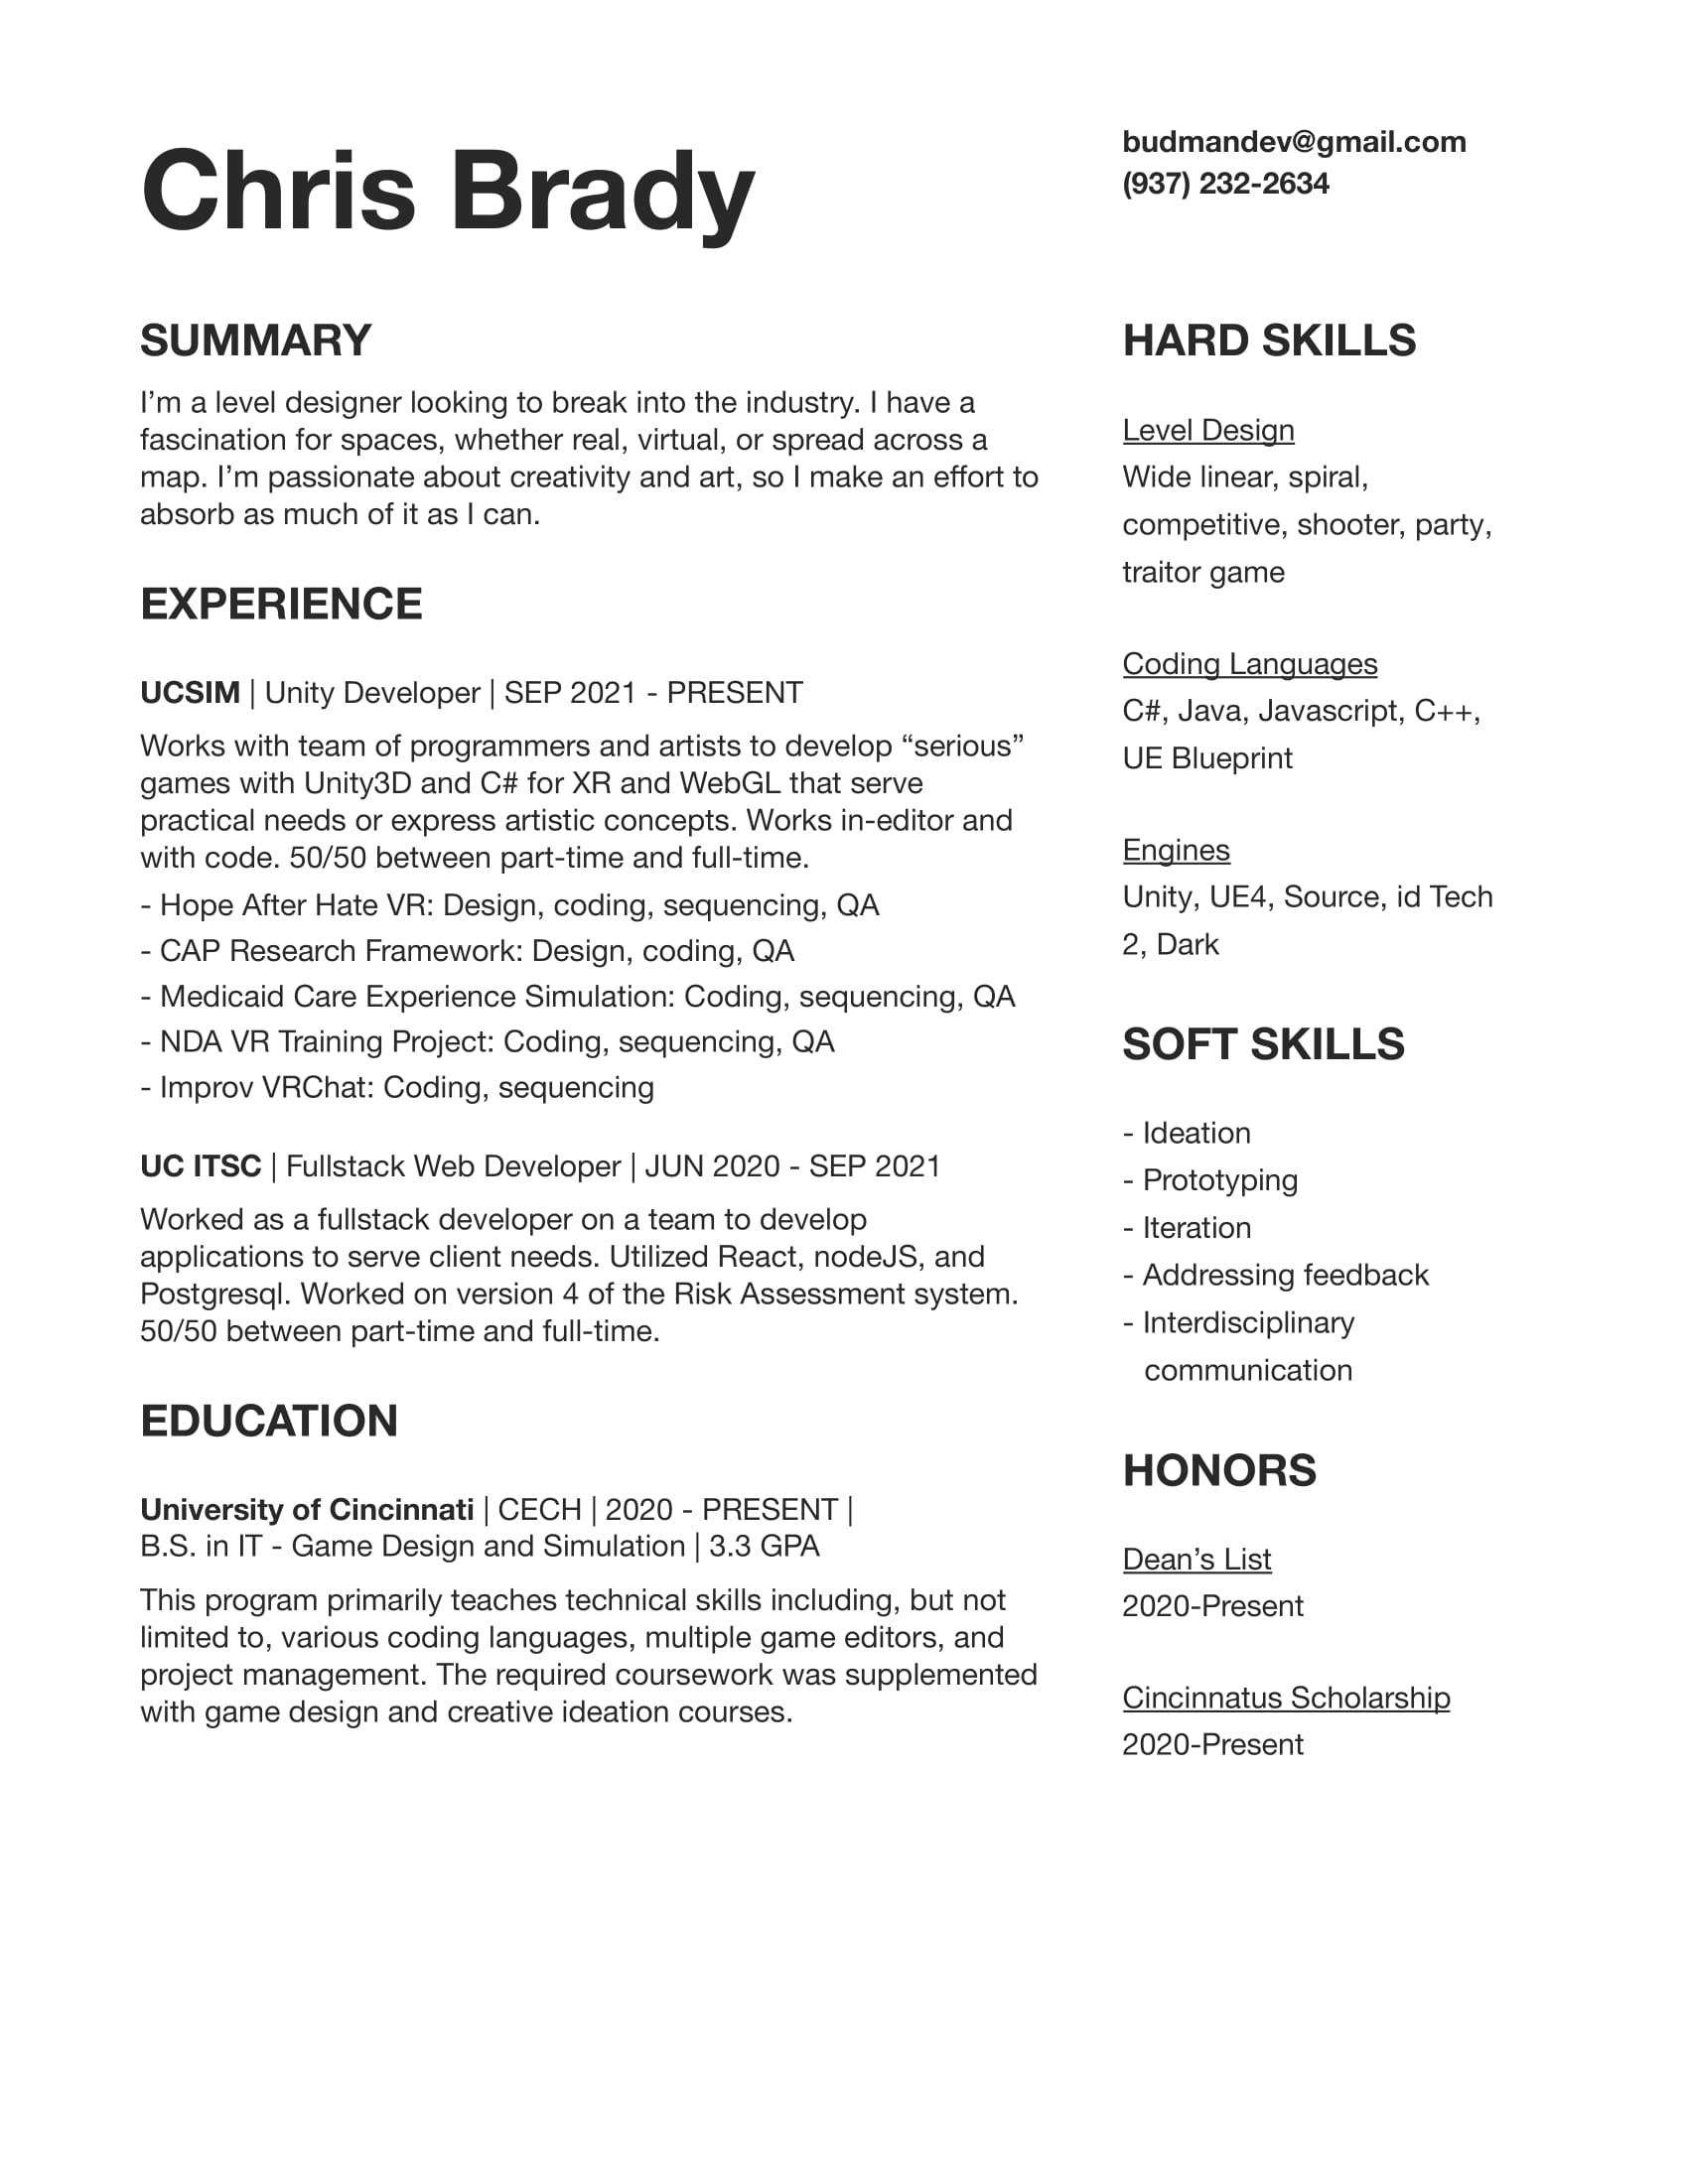 Chris Brady
budmandev@gmail.com
(937) 232-2634
SUMMARY
I’m a level designer looking to break into the industry. I have a
fascination for spaces, whether real, virtual, or spread across a
map. I’m passionate about creativity and art, so I make an effort to
absorb as much of it as I can.
EXPERIENCE
UCSIM | Unity Developer | SEP 2021 - PRESENT
Works with team of programmers and artists to develop “serious”
games with Unity3D and C# for XR and WebGL that serve
practical needs or express artistic concepts. Works in-editor and
with code. 50/50 between part-time and full-time.
- Hope After Hate VR: Design, coding, sequencing, QA
- CAP Research Framework: Design, coding, QA
- Medicaid Care Experience Simulation: Coding, sequencing, QA
- NDA VR Training Project: Coding, sequencing, QA
- Improv VRChat: Coding, sequencing
UC ITSC | Fullstack Web Developer | JUN 2020 - SEP 2021
Worked as a fullstack developer on a team to develop
applications to serve client needs. Utilized React, nodeJS, and
Postgresql. Worked on version 4 of the Risk Assessment system.
50/50 between part-time and full-time.
EDUCATION
University of Cincinnati | CECH | 2020 - PRESENT |
B.S. in IT - Game Design and Simulation | 3.3 GPA
This program primarily teaches technical skills including, but not
limited to, various coding languages, multiple game editors, and
project management. The required coursework was supplemented
with game design and creative ideation courses.
HARD SKILLS
Level Design
Wide linear, spiral,
competitive, shooter, party,
traitor game
Coding Languages
C#, Java, Javascript, C++,
UE Blueprint
Engines
Unity, UE4, Source, id Tech
2, Dark
SOFT SKILLS
- Ideation
- Prototyping
- Iteration
- Addressing feedback
- Interdisciplinary
communication
HONORS
Dean’s List
2020-Present
Cincinnatus Scholarship
2020-Present